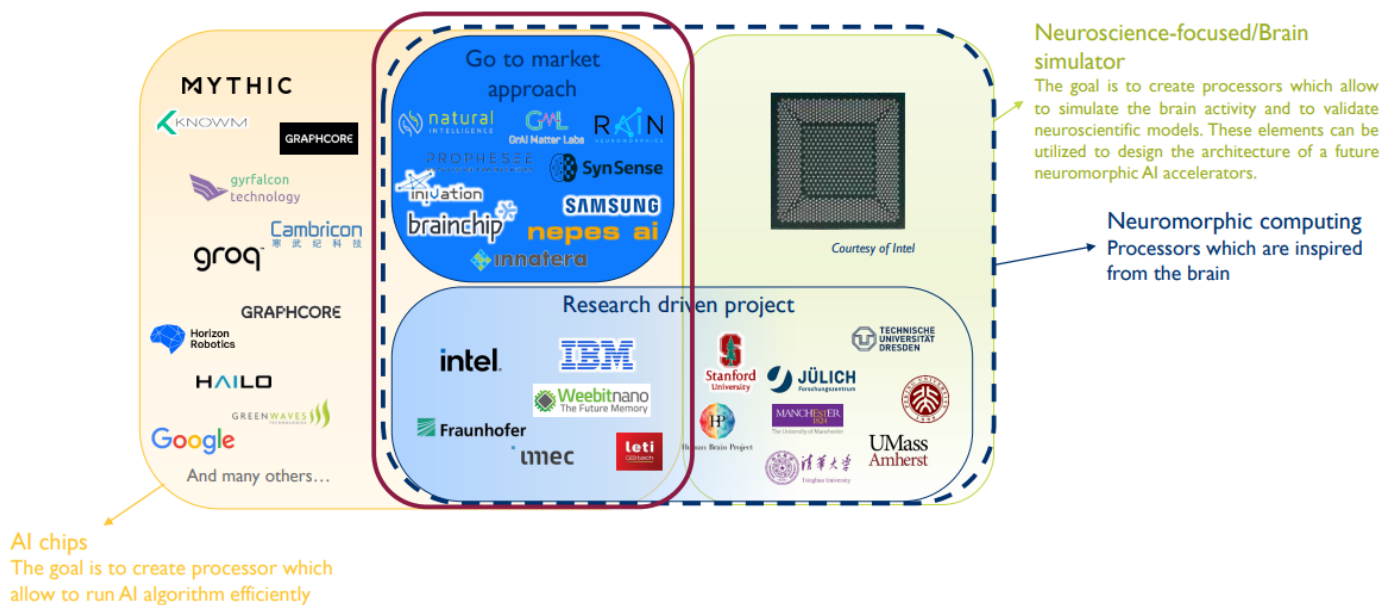 MYTHIC
KNOWM
GRAPHCORE
gyrfalcon
technology
Cambricon
寒武纪科技
groq
GRAPHCORE
Horizon
Robotics
HAILO
GREENWAVES
TECHNOLOGIES
Google
And many others…
AI chips
The goal is to create processor which
allow to run AI algorithm efficiently
Go to market
approach
natural
INTELLIGENCE
GML
GrAI Matter Labs
RAIN
NEUROMORPHICS
PROPHESEE
SynSense
iniVation
SAMSUNG
brainchip
nepes ai
innatera
Research driven project
intel.
IBM
Weebitnano
The Future Memory
Fraunhofer
imec
leti
ceatech
Stanford
University
HP
Human Brain Project
JÜLICH
Forschungszentrum
TECHNISCHE
UNIVERSITÄT
DRESDEN
MANCHESTER
1824
The University of Manchester
PEKING UNIVERSITY
1898
清華大学
Tsinghua University
UMass
Amherst
Courtesy of Intel
Neuroscience-focused/Brain
simulator
The goal is to create processors which allow
to simulate the brain activity and to validate
neuroscientific models. These elements can be
utilized to design the architecture of a future
neuromorphic AI accelerators.
Neuromorphic computing
Processors which are inspired
from the brain